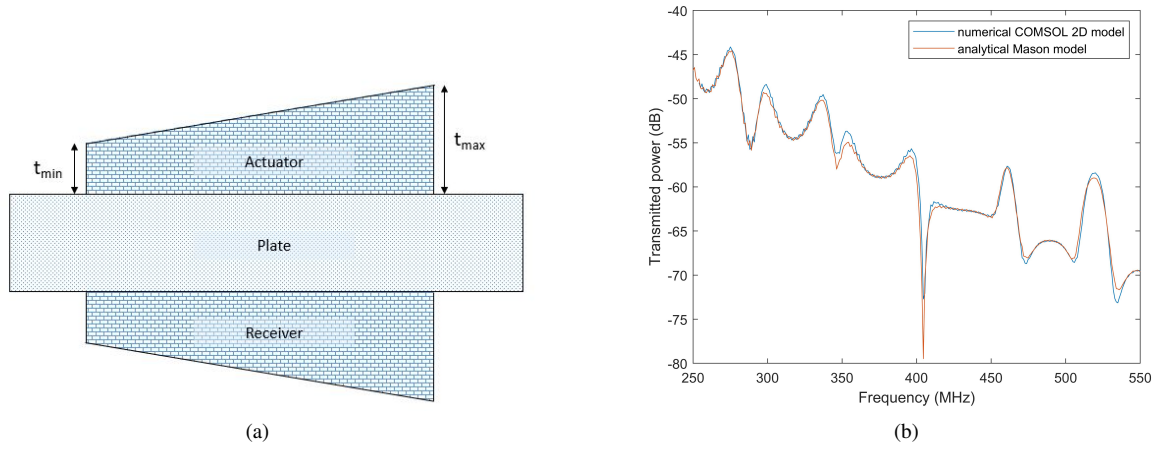 t_min
Actuator
t_max
Plate
Receiver
(a)
numerical COMSOL 2D model
analytical Mason model
Transmitted power (dB)
-40
-45
-50
-55
-60
-65
-70
-75
-80
250 300 350 400 450 500 550
Frequency (MHz)
(b)